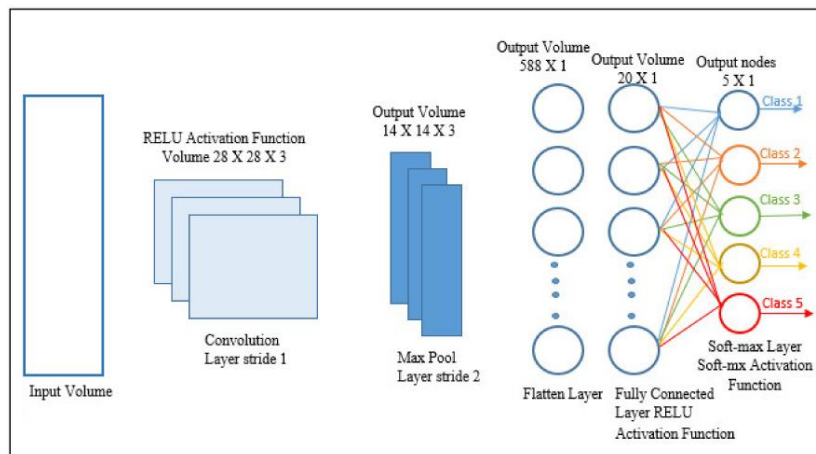 Input Volume
RELU Activation Function
Volume 28 X 28 X 3
Convolution
Layer stride 1
Output Volume
14 X 14 X 3
Max Pool
Layer stride 2
Output Volume
588 X 1
Flatten Layer
Output Volume
20 X 1
Fully Connected
Layer RELU
Activation Function
Output nodes
5 X 1
Class 1
Class 2
Class 3
Class 4
Class 5
Soft-max Layer
Soft-mx Activation
Function